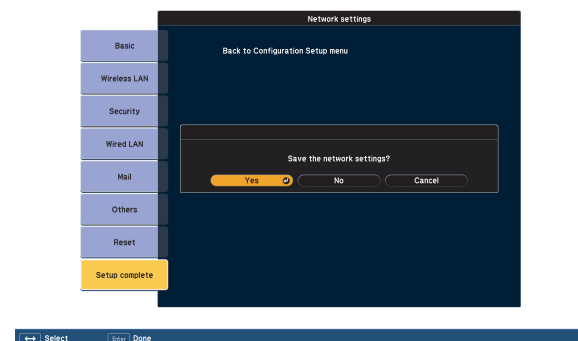 Network settings
Basic
Back to Configuration Setup menu
Wireless LAN
Security
Wired LAN
Save the network settings?
Yes No Cancel
Mail
Others
Reset
Setup complete
Select Enter Done